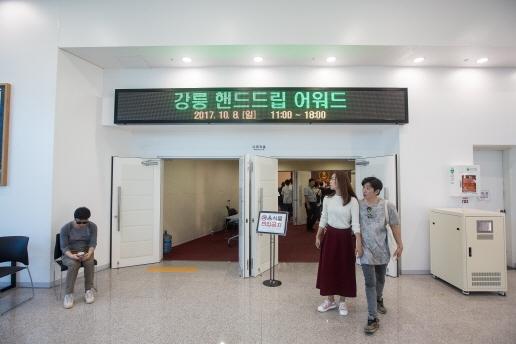 강릉 핸드드립 어워드
2017. 10. 8. [일] 11:00 ~ 18:00